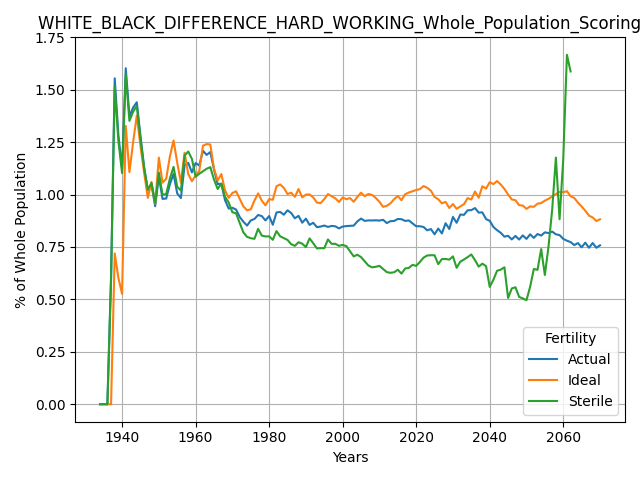 WHITE_BLACK_DIFFERENCE_HARD_WORKING_Whole_Population_Scoring
1.75
1.50
1.25
1.00
0.75
0.50
0.25
0.00
% of Whole Population
1940
1960
1980
2000
2020
2040
2060
Years
Fertility
Actual
Ideal
Sterile